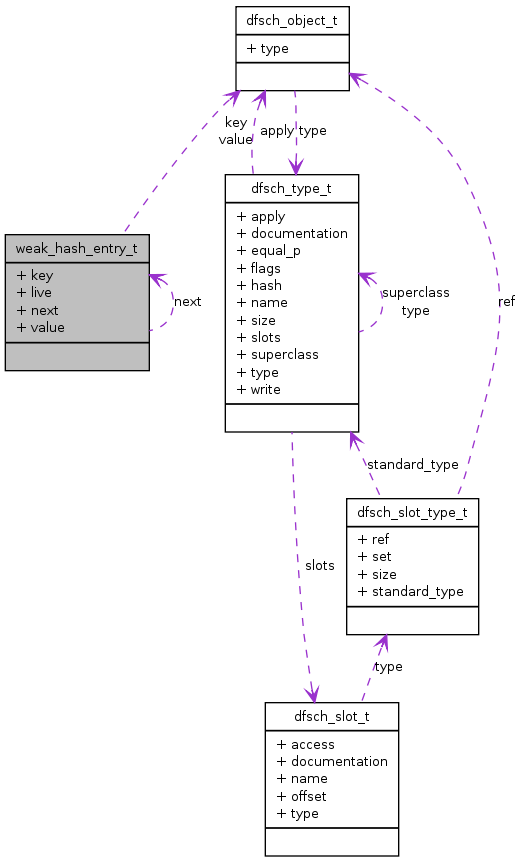 dfsch_object_t
+ type
key
value
apply type
dfsch_type_t
+ apply
+ documentation
+ equal_p
+ flags
+ hash
+ name
+ size
+ slots
+ superclass
+ type
+ write
weak_hash_entry_t
+ key
+ live
+ next
+ value
next
superclass
type
ref
standard_type
dfsch_slot_type_t
+ ref
+ set
+ size
+ standard_type
slots
type
dfsch_slot_t
+ access
+ documentation
+ name
+ offset
+ type